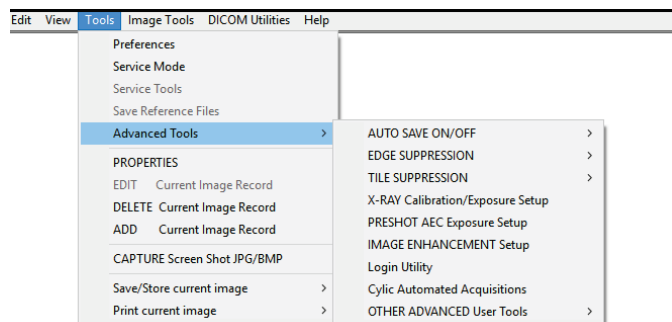 Edit View Tools Image Tools DICOM Utilities Help
Preferences
Service Mode
Service Tools
Save Reference Files
Advanced Tools
PROPERTIES
EDIT Current Image Record
DELETE Current Image Record
ADD Current Image Record
CAPTURE Screen Shot JPG/BMP
Save/Store current image
Print current image
AUTO SAVE ON/OFF
EDGE SUPPRESSION
TILE SUPPRESSION
X-RAY Calibration/Exposure Setup
PRESHOT AEC Exposure Setup
IMAGE ENHANCEMENT Setup
Login Utility
Cylic Automated Acquisitions
OTHER ADVANCED User Tools